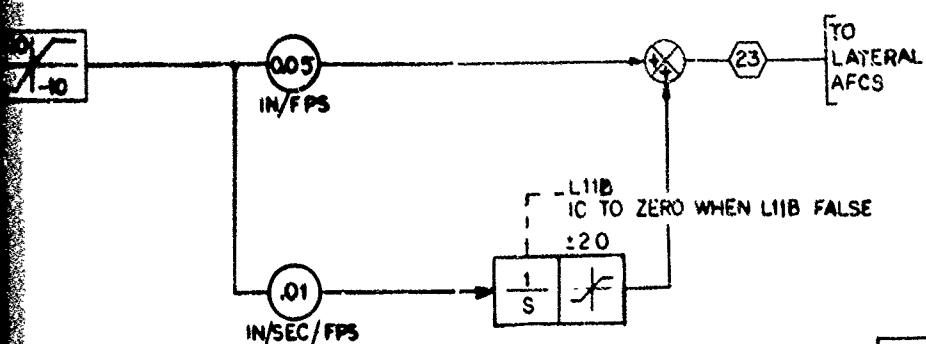 -10
0.05
IN/FPS
+
+
23
TO
LATERAL
AFCS
L11B
IC TO ZERO WHEN L11B FALSE
±20
1
S
.01
IN/SEC/FPS